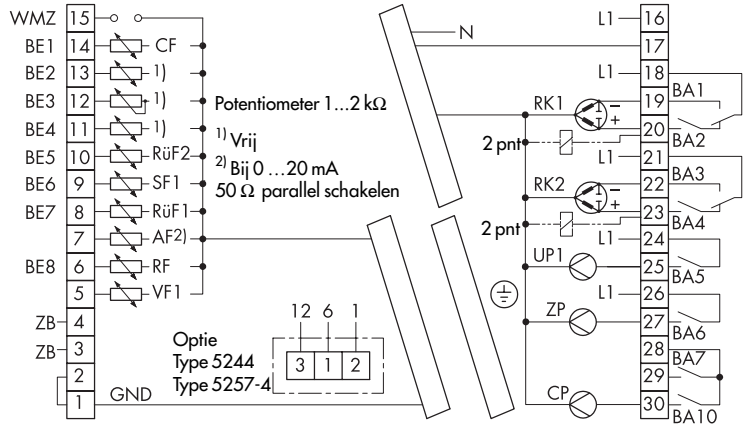 WMZ 15 L1 16
BE1 14 CF N 17
BE2 13 1) L1 18
BE3 12 1) Potentiometer 1...2 kΩ RK1 − 19 BA1
BE4 11 1) + 20 BA2
1) Vrij 2 pnt
BE5 10 RüF2 L1 21
2) Bij 0 ...20 mA
BE6 9 SF1 50 Ω parallel schakelen RK2 − 22 BA3
BE7 8 RüF1 + 23 BA4
2 pnt
7 AF2) L1 24
BE8 6 RF UP1 25 BA5
5 VF1 L1 26
ZB 4 12 6 1 ZP 27 BA6
ZB 3 Optie 28 BA7
Type 5244 3 1 2
2 Type 5257-4 29
1 GND CP 30 BA10